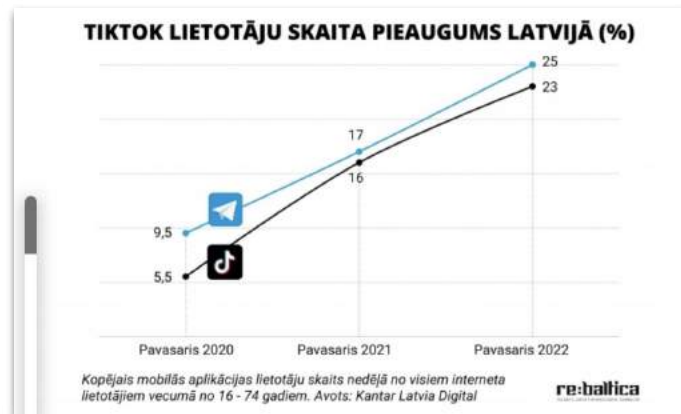 TIKTOK LIETOTĀJU SKAITA PIEAUGUMS LATVIJĀ (%)
25
23
17
16
9,5
5,5
Pavasaris 2020 Pavasaris 2021 Pavasaris 2022
Kopējais mobilās aplikācijas lietotāju skaits nedēļā no visiem interneta
lietotājiem vecumā no 16 - 74 gadiem. Avots: Kantar Latvia Digital
re:baltica